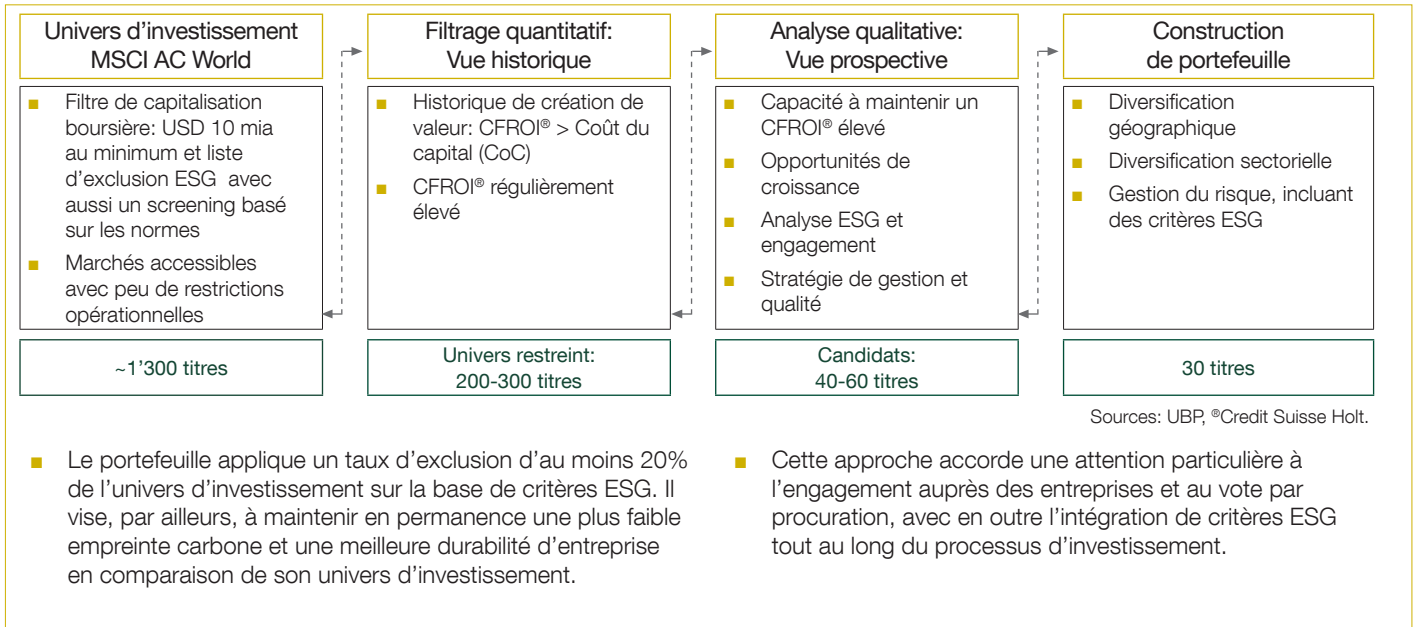 Univers d’investissement
MSCI AC World
Filtre de capitalisation
boursière: USD 10 mia
au minimum et liste
d’exclusion ESG avec
aussi un screening basé
sur les normes
Marchés accessibles
avec peu de restrictions
opérationnelles
~1’300 titres
Filtrage quantitatif:
Vue historique
Historique de création de
valeur: CFROI® > Coût du
capital (CoC)
CFROI® régulièrement
élevé
Univers restreint:
200-300 titres
Analyse qualitative:
Vue prospective
Capacité à maintenir un
CFROI® élevé
Opportunités de
croissance
Analyse ESG et
engagement
Stratégie de gestion et
qualité
Candidats:
40-60 titres
Construction
de portefeuille
Diversification
géographique
Diversification sectorielle
Gestion du risque, incluant
des critères ESG
30 titres
Sources: UBP, ®Credit Suisse Holt.
Le portefeuille applique un taux d’exclusion d’au moins 20%
de l’univers d’investissement sur la base de critères ESG. Il
vise, par ailleurs, à maintenir en permanence une plus faible
empreinte carbone et une meilleure durabilité d’entreprise
en comparaison de son univers d’investissement.
Cette approche accorde une attention particulière à
l’engagement auprès des entreprises et au vote par
procuration, avec en outre l’intégration de critères ESG
tout au long du processus d’investissement.